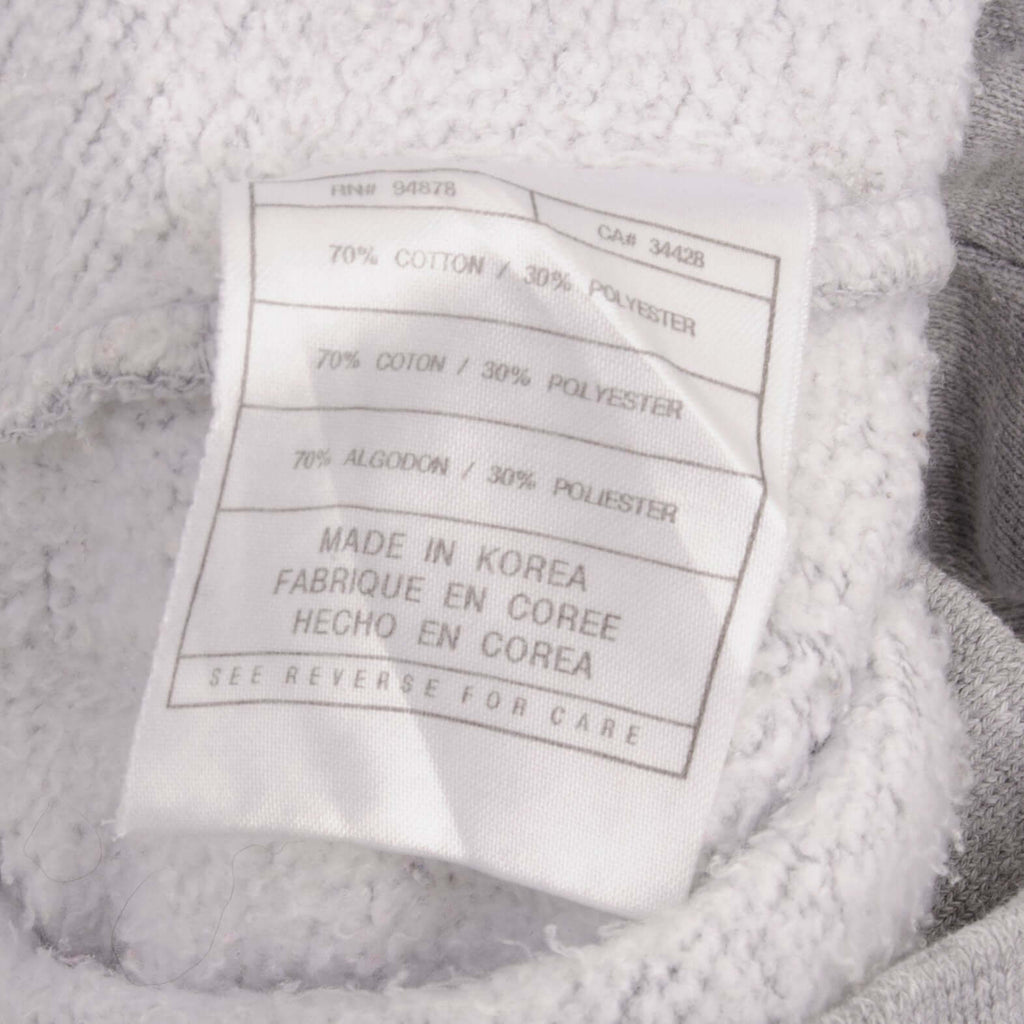 RN# 94878
CA# 34428
70% COTTON / 30% POLYESTER
70% COTON / 30% POLYESTER
70% ALGODON / 30% POLIESTER
MADE IN KOREA
FABRIQUE EN COREE
HECHO EN COREA
SEE REVERSE FOR CARE